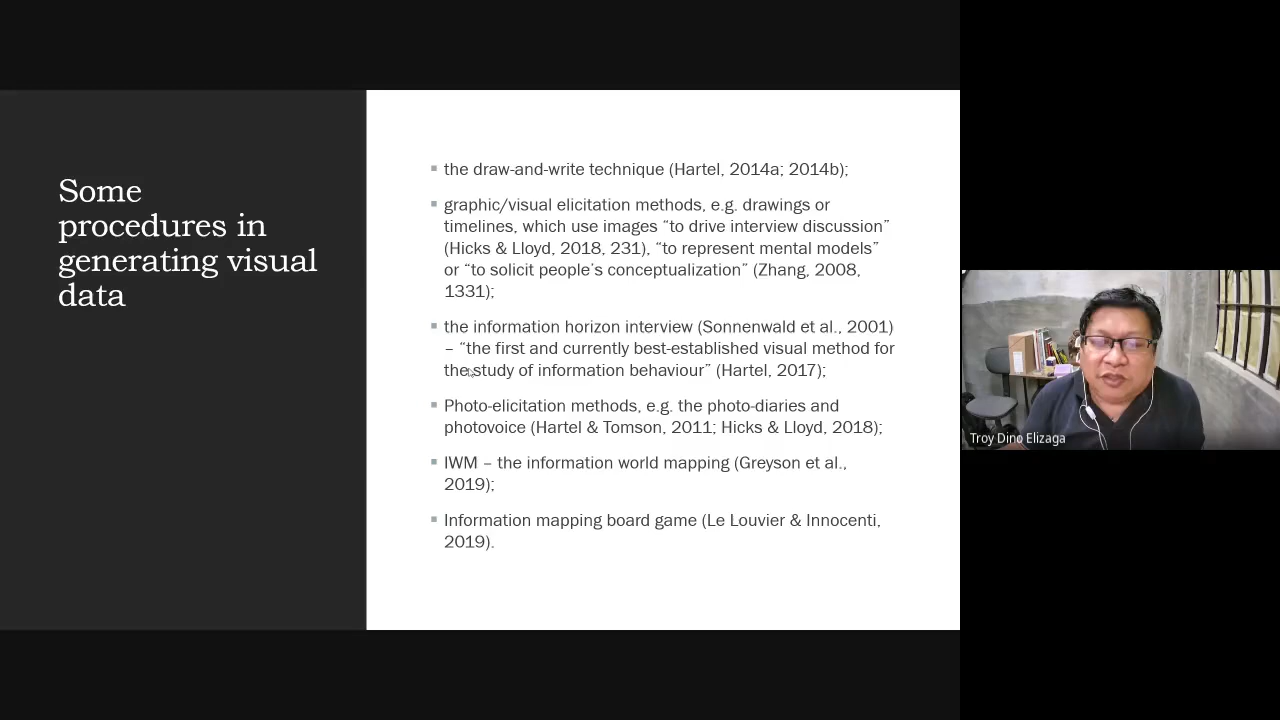 Some
procedures in
generating visual
data
▪ the draw-and-write technique (Hartel, 2014a; 2014b);
▪ graphic/visual elicitation methods, e.g. drawings or
timelines, which use images “to drive interview discussion”
(Hicks & Lloyd, 2018, 231), “to represent mental models”
or “to solicit people’s conceptualization” (Zhang, 2008,
1331);
▪ the information horizon interview (Sonnenwald et al., 2001)
– “the first and currently best-established visual method for
the study of information behaviour” (Hartel, 2017);
▪ Photo-elicitation methods, e.g. the photo-diaries and
photovoice (Hartel & Tomson, 2011; Hicks & Lloyd, 2018);
▪ IWM – the information world mapping (Greyson et al.,
2019);
▪ Information mapping board game (Le Louvier & Innocenti,
2019).
Troy Dino Elizaga